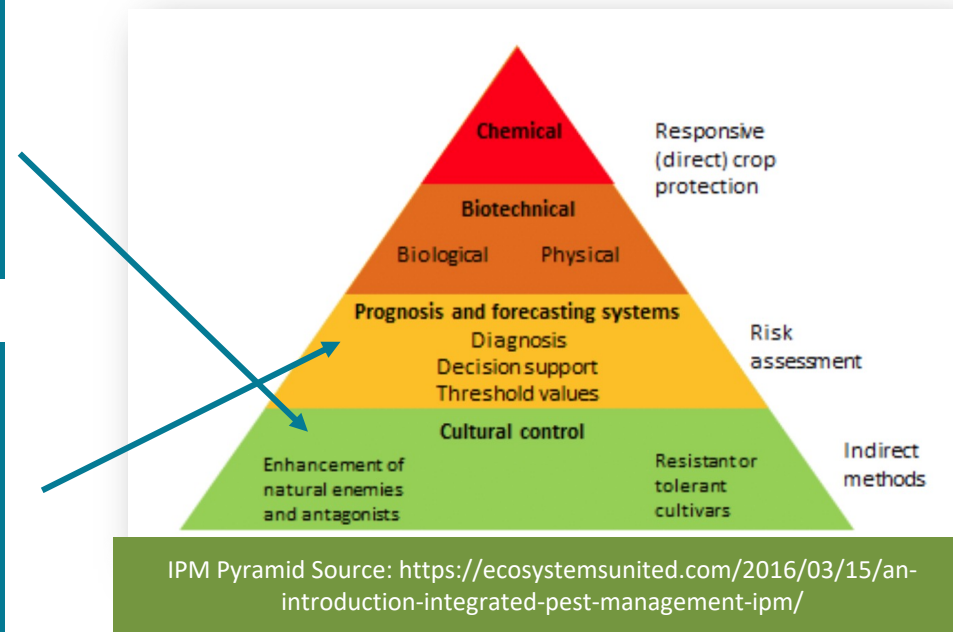 Chemical
Responsive
(direct) crop
protection
Biotechnical
Biological Physical
Prognosis and forecasting systems
Diagnosis
Decision support
Threshold values
Risk
assessment
Cultural control
Enhancement of
natural enemies
and antagonists
Resistant or
tolerant
cultivars
Indirect
methods
IPM Pyramid Source: https://ecosystemsunited.com/2016/03/15/an-
introduction-integrated-pest-management-ipm/